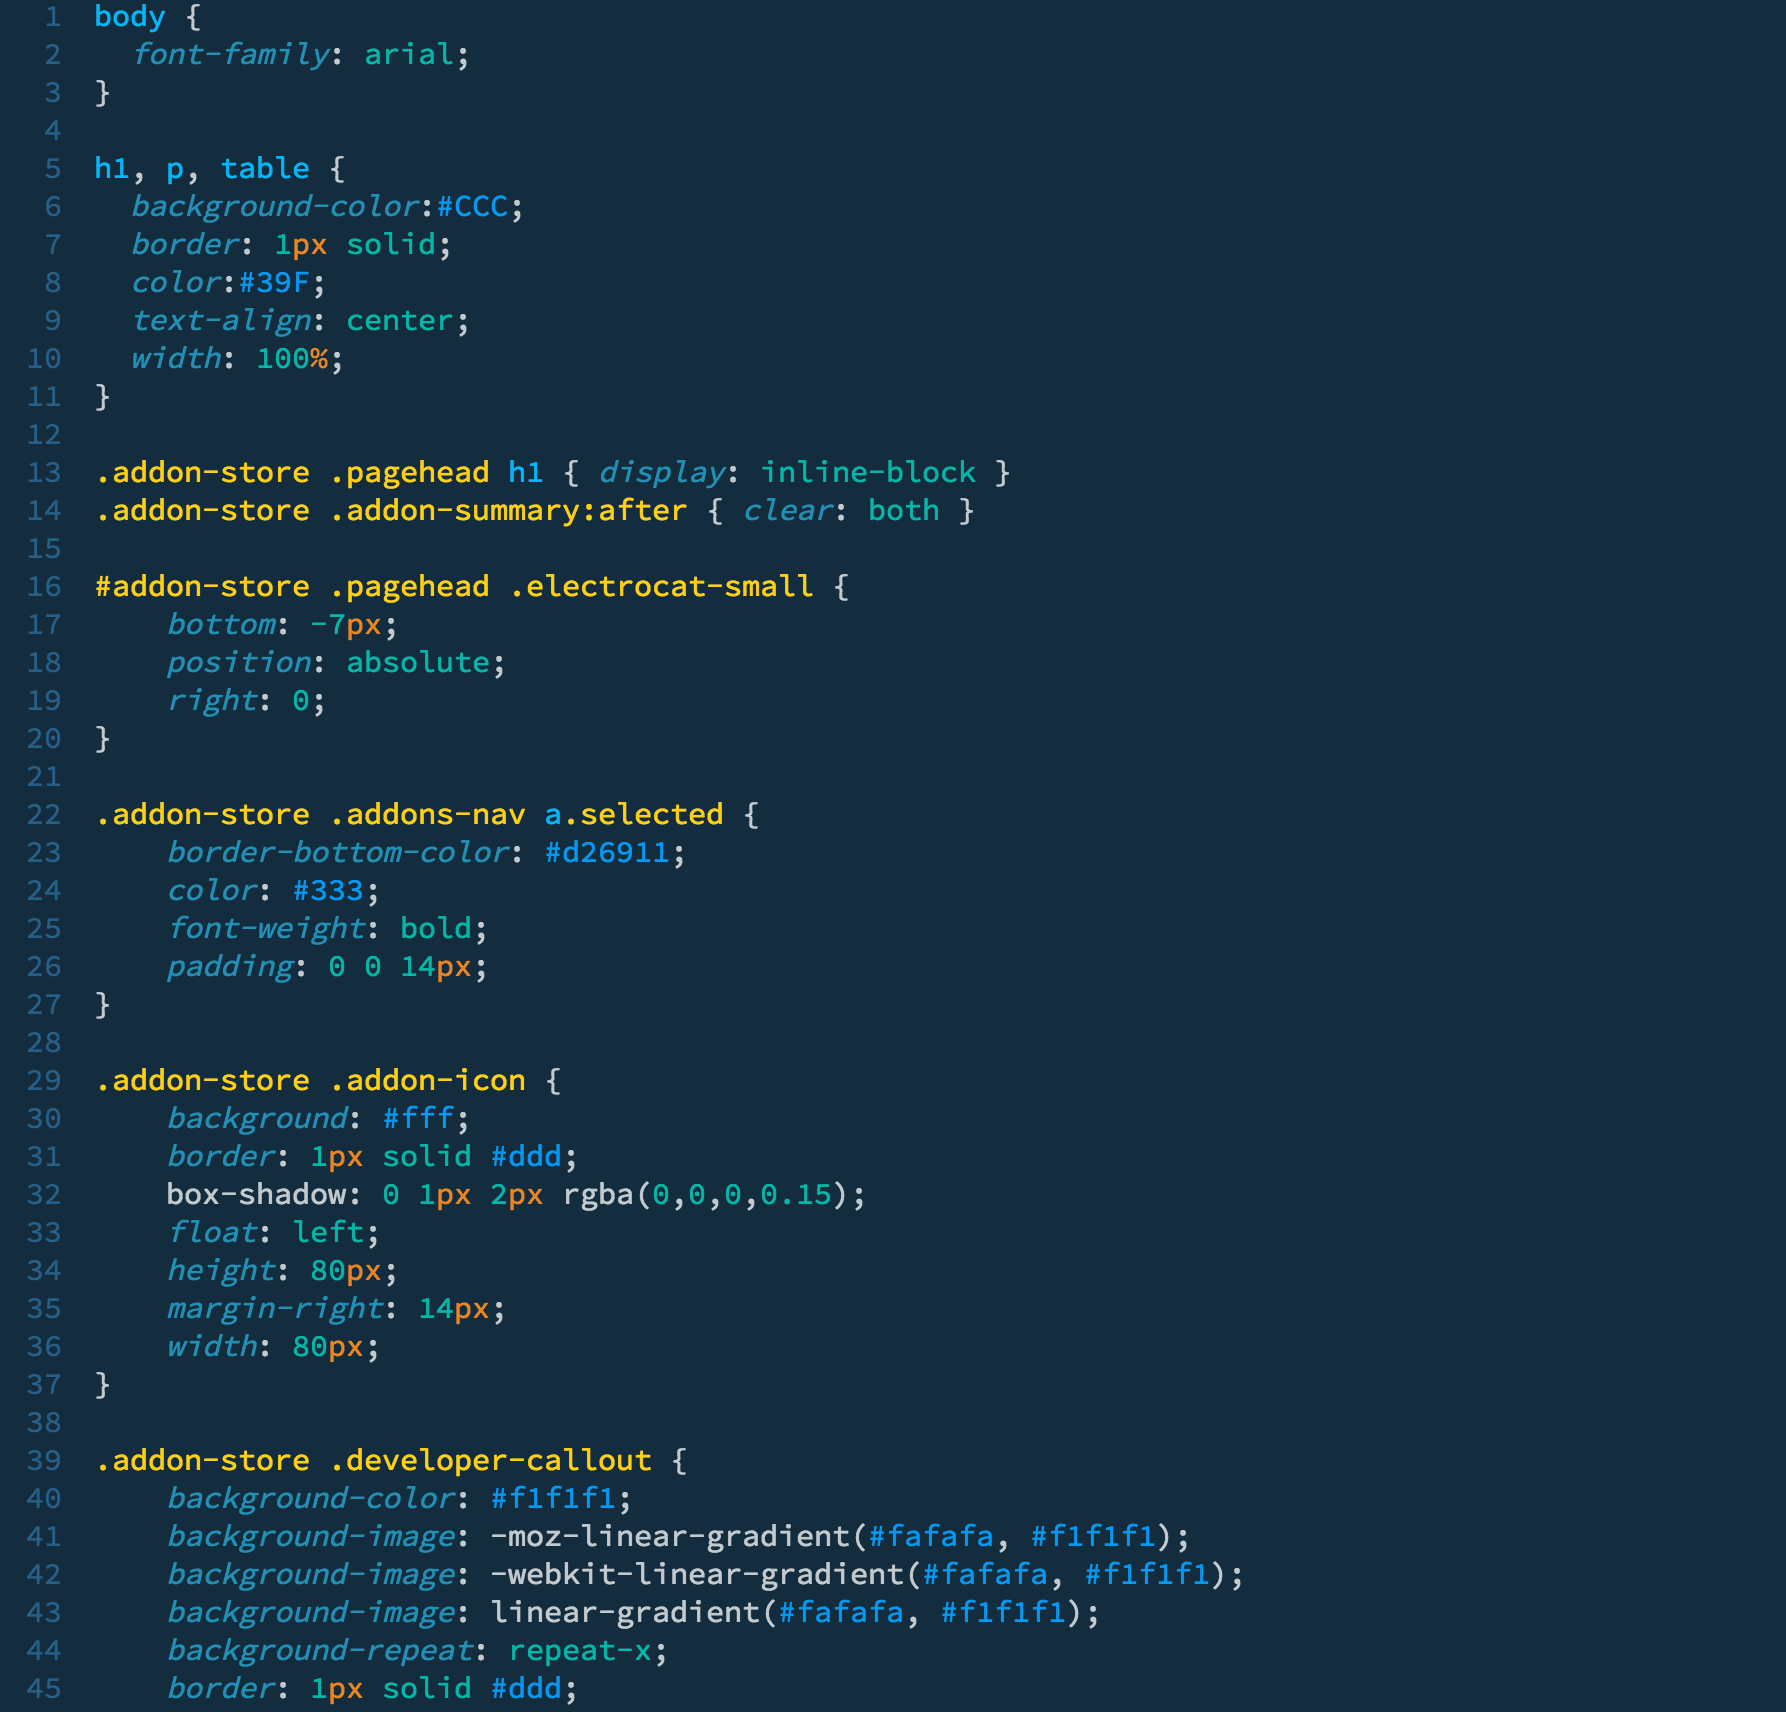 1 body {
2   font-family: arial;
3 }
4
5 h1, p, table {
6   background-color:#CCC;
7   border: 1px solid;
8   color:#39F;
9   text-align: center;
10   width: 100%;
11 }
12
13 .addon-store .pagehead h1 { display: inline-block }
14 .addon-store .addon-summary:after { clear: both }
15
16 #addon-store .pagehead .electrocat-small {
17     bottom: -7px;
18     position: absolute;
19     right: 0;
20 }
21
22 .addon-store .addons-nav a.selected {
23     border-bottom-color: #d26911;
24     color: #333;
25     font-weight: bold;
26     padding: 0 0 14px;
27 }
28
29 .addon-store .addon-icon {
30     background: #fff;
31     border: 1px solid #ddd;
32     box-shadow: 0 1px 2px rgba(0,0,0,0.15);
33     float: left;
34     height: 80px;
35     margin-right: 14px;
36     width: 80px;
37 }
38
39 .addon-store .developer-callout {
40     background-color: #f1f1f1;
41     background-image: -moz-linear-gradient(#fafafa, #f1f1f1);
42     background-image: -webkit-linear-gradient(#fafafa, #f1f1f1);
43     background-image: linear-gradient(#fafafa, #f1f1f1);
44     background-repeat: repeat-x;
45     border: 1px solid #ddd;